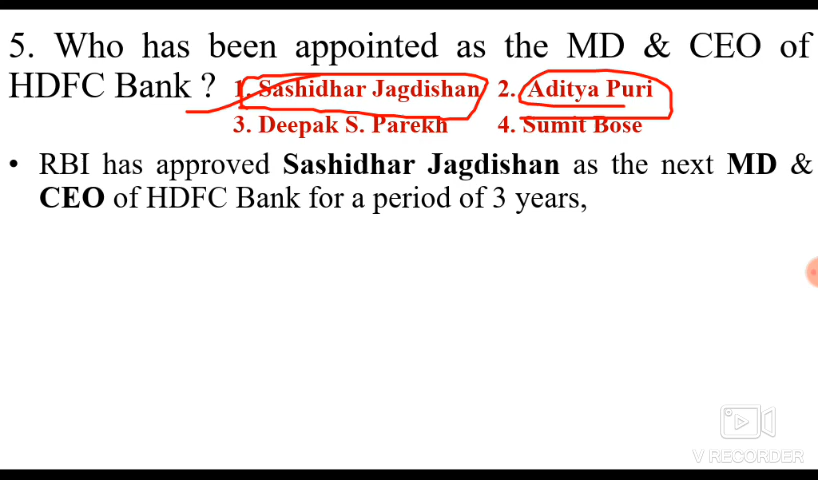 5. Who has been appointed as the MD & CEO of
HDFC Bank ? 1. Sashidhar Jagdishan 2. Aditya Puri
3. Deepak S. Parekh 4. Sumit Bose
• RBI has approved Sashidhar Jagdishan as the next MD &
CEO of HDFC Bank for a period of 3 years,
V RECORDER